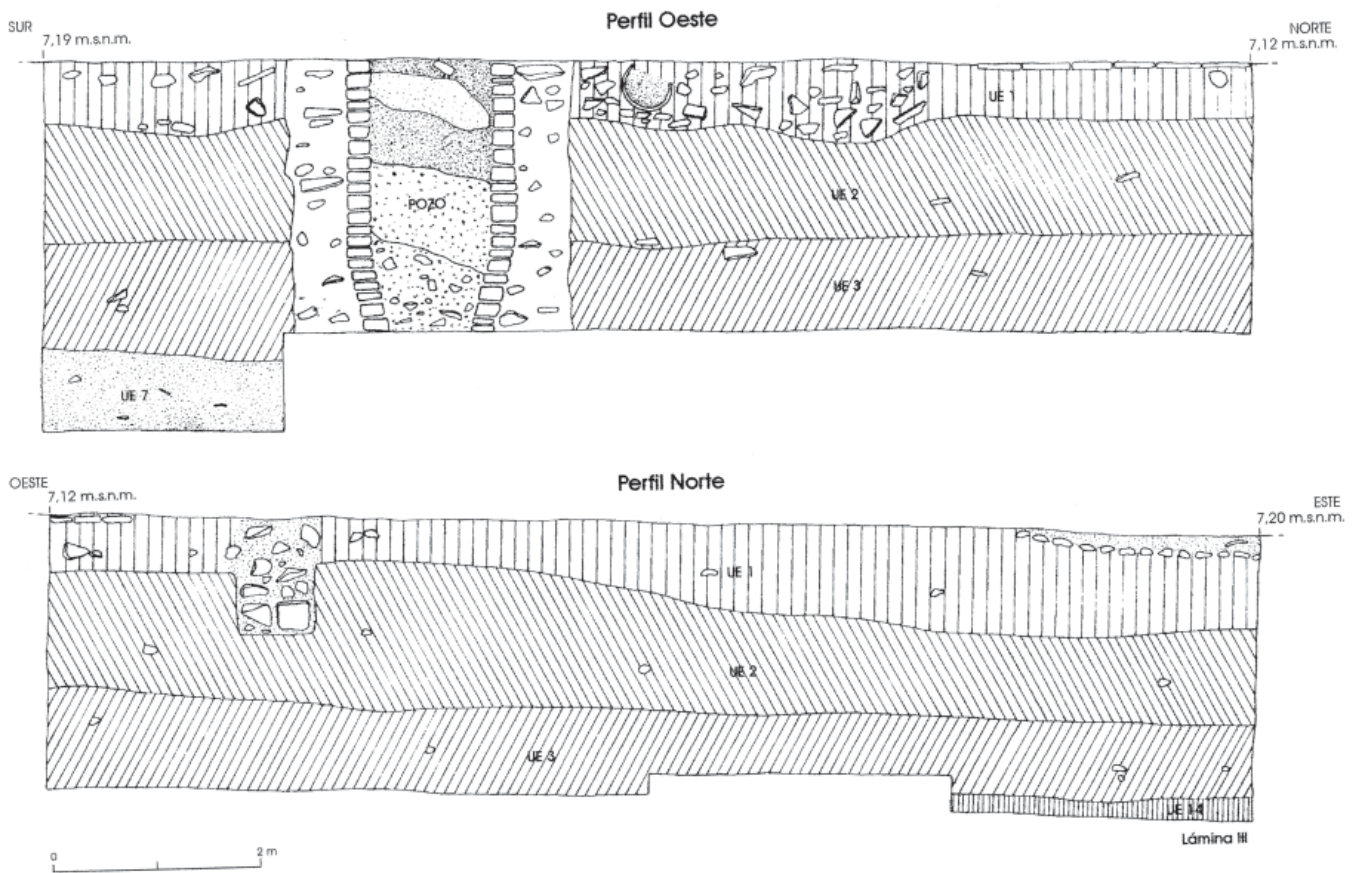 Perfil Oeste
SUR
7,19 m.s.n.m.
NORTE
7,12 m.s.n.m.
UE 1
POZO
UE 2
UE 3
UE 7
Perfil Norte
OESTE
7,12 m.s.n.m.
ESTE
7,20 m.s.n.m.
UE 1
UE 2
UE 3
UE 14
Lámina III
0
2 m